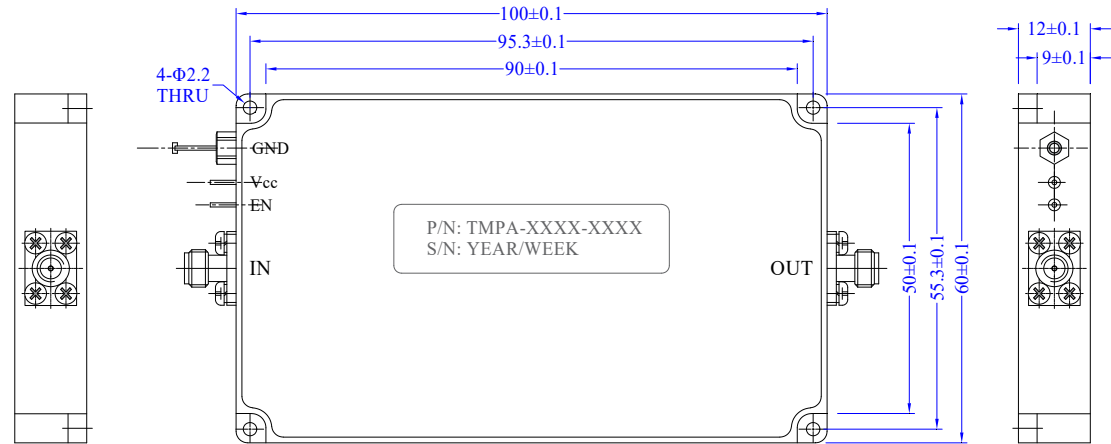 100±0.1
95.3±0.1
90±0.1
12±0.1
9±0.1
4-Φ2.2
THRU
GND
Vcc
EN
P/N: TMPA-XXXX-XXXX
S/N: YEAR/WEEK
IN
OUT
50±0.1
55.3±0.1
60±0.1